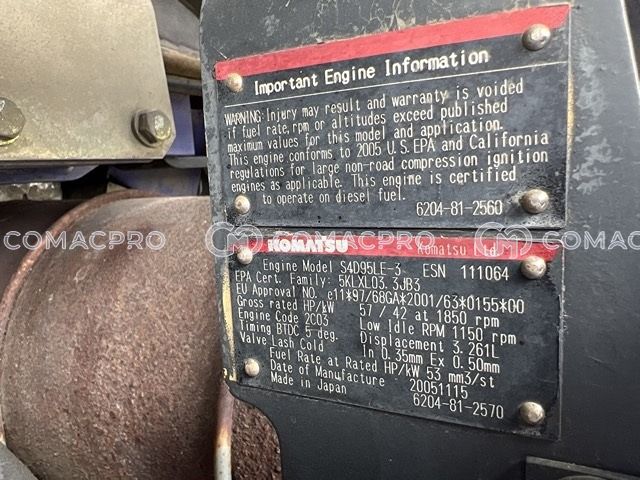 Important Engine Information
WARNING: Injury may result and warranty is voided
if fuel rate, rpm or altitudes exceed published
maximum values for this model and application.
This engine conforms to 2005 U.S. EPA and California
regulations for large non-road compression ignition
engines as applicable. This engine is certified
to operate on diesel fuel.
6204-81-2560
COMACPRO COMACPRO COMACPRO
KOMATSU Komatsu Ltd
Engine Model S4D95LE-3 ESN 111064
EPA Cert. Family: 5KLXL03.3JB3
EU Approval NO. e11*97/68GA*2001/63*0155*00
Gross rated HP/kW 57 / 42 at 1850 rpm
Engine Code 2C03 Low Idle RPM 1150 rpm
Timing BTDC 5 deg. Displacement 3.261L
Valve Lash Cold In 0.35mm Ex 0.50mm
Fuel Rate at Rated HP/kW 53 mm3/st
Date of Manufacture 20051115
Made in Japan 6204-81-2570